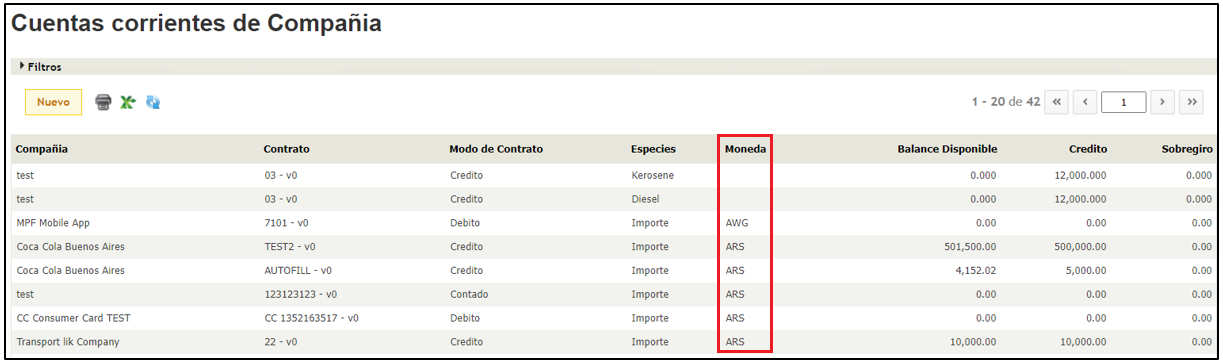 Cuentas corrientes de Compañia
Filtros
Nuevo 1 - 20 de 42 « ‹ 1 › »
Compañia Contrato Modo de Contrato Especies Moneda Balance Disponible Credito Sobregiro
test 03 - v0 Credito Kerosene 0.000 12,000.000 0.000
test 03 - v0 Credito Diesel 0.000 12,000.000 0.000
MPF Mobile App 7101 - v0 Debito Importe AWG 0.00 0.00 0.00
Coca Cola Buenos Aires TEST2 - v0 Credito Importe ARS 501,500.00 500,000.00 0.00
Coca Cola Buenos Aires AUTOFILL - v0 Credito Importe ARS 4,152.02 5,000.00 0.00
test 123123123 - v0 Contado Importe ARS 0.00 0.00 0.00
CC Consumer Card TEST CC 1352163517 - v0 Debito Importe ARS 0.00 0.00 0.00
Transport lik Company 22 - v0 Credito Importe ARS 10,000.00 10,000.00 0.00